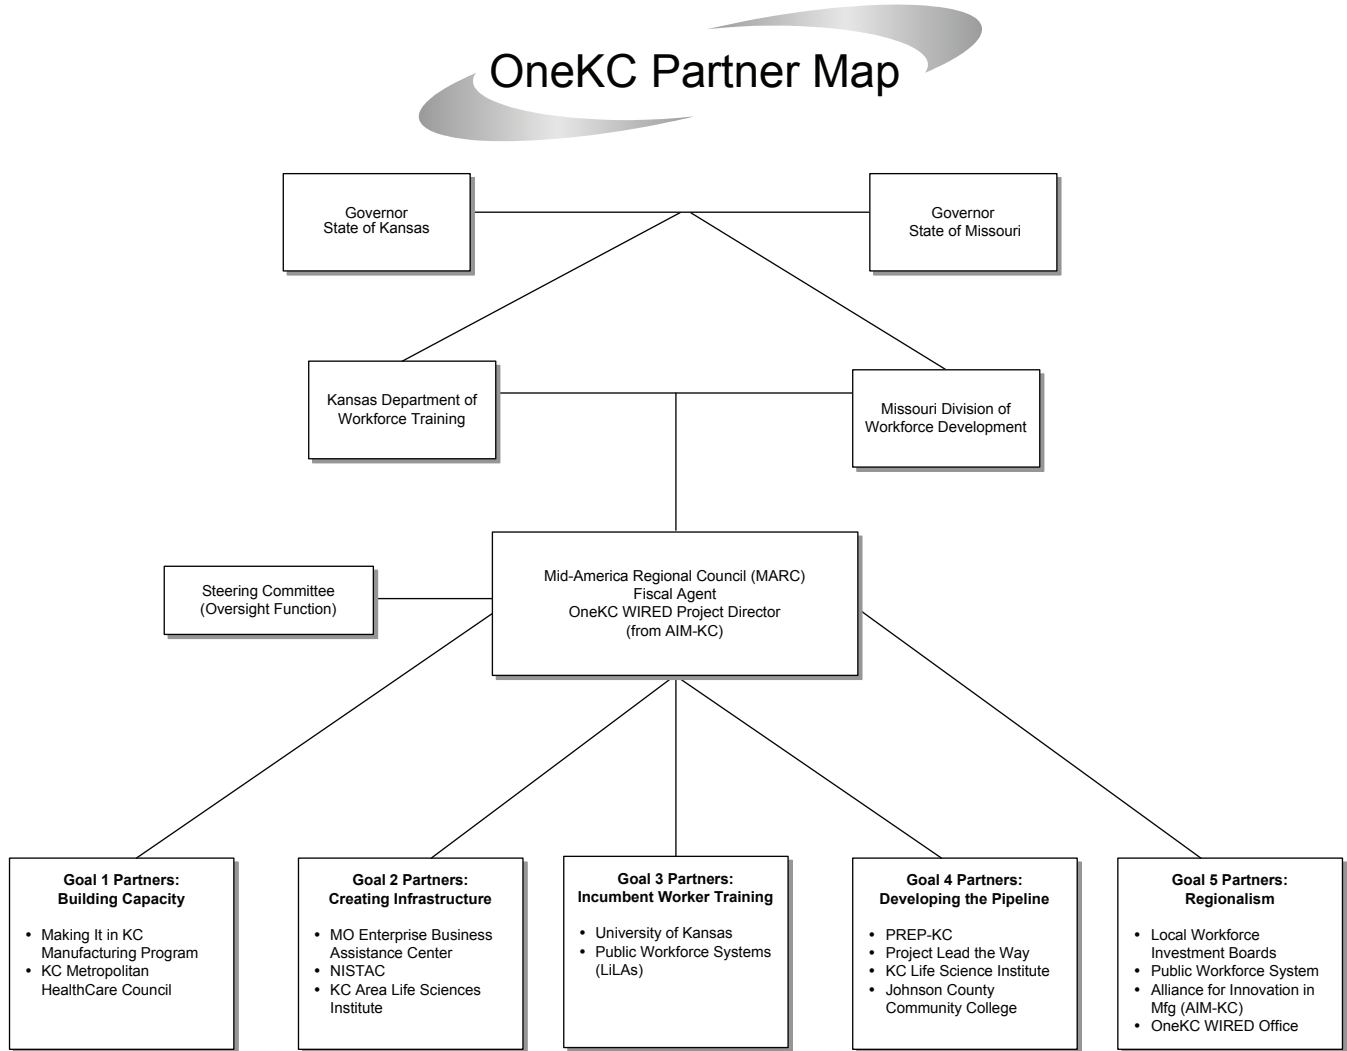 OneKC Partner Map
Governor
State of Kansas
Governor
State of Missouri
Kansas Department of
Workforce Training
Missouri Division of
Workforce Development
Mid-America Regional Council (MARC)
Fiscal Agent
OneKC WIRED Project Director
(from AIM-KC)
Steering Committee
(Oversight Function)
Goal 1 Partners:
Building Capacity
• Making It in KC
Manufacturing Program
• KC Metropolitan
HealthCare Council
Goal 2 Partners:
Creating Infrastructure
• MO Enterprise Business
Assistance Center
• NISTAC
• KC Area Life Sciences
Institute
Goal 3 Partners:
Incumbent Worker Training
• University of Kansas
• Public Workforce Systems
(LiLAs)
Goal 4 Partners:
Developing the Pipeline
• PREP-KC
• Project Lead the Way
• KC Life Science Institute
• Johnson County
Community College
Goal 5 Partners:
Regionalism
• Local Workforce
Investment Boards
• Public Workforce System
• Alliance for Innovation in
Mfg (AIM-KC)
• OneKC WIRED Office